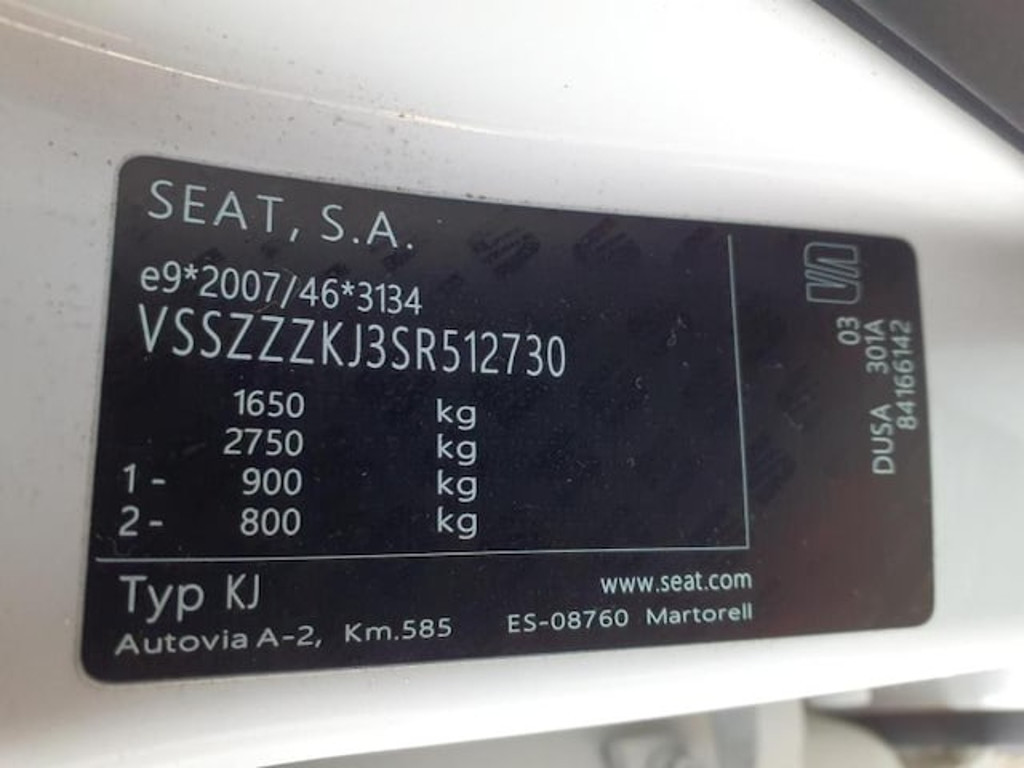 SEAT, S.A.
e9*2007/46*3134
VSSZZZKJ3SR512730
1650 kg
2750 kg
1- 900 kg
2- 800 kg
Typ KJ
www.seat.com
Autovia A-2, Km.585 ES-08760 Martorell
03
DUSA 301A
84166142